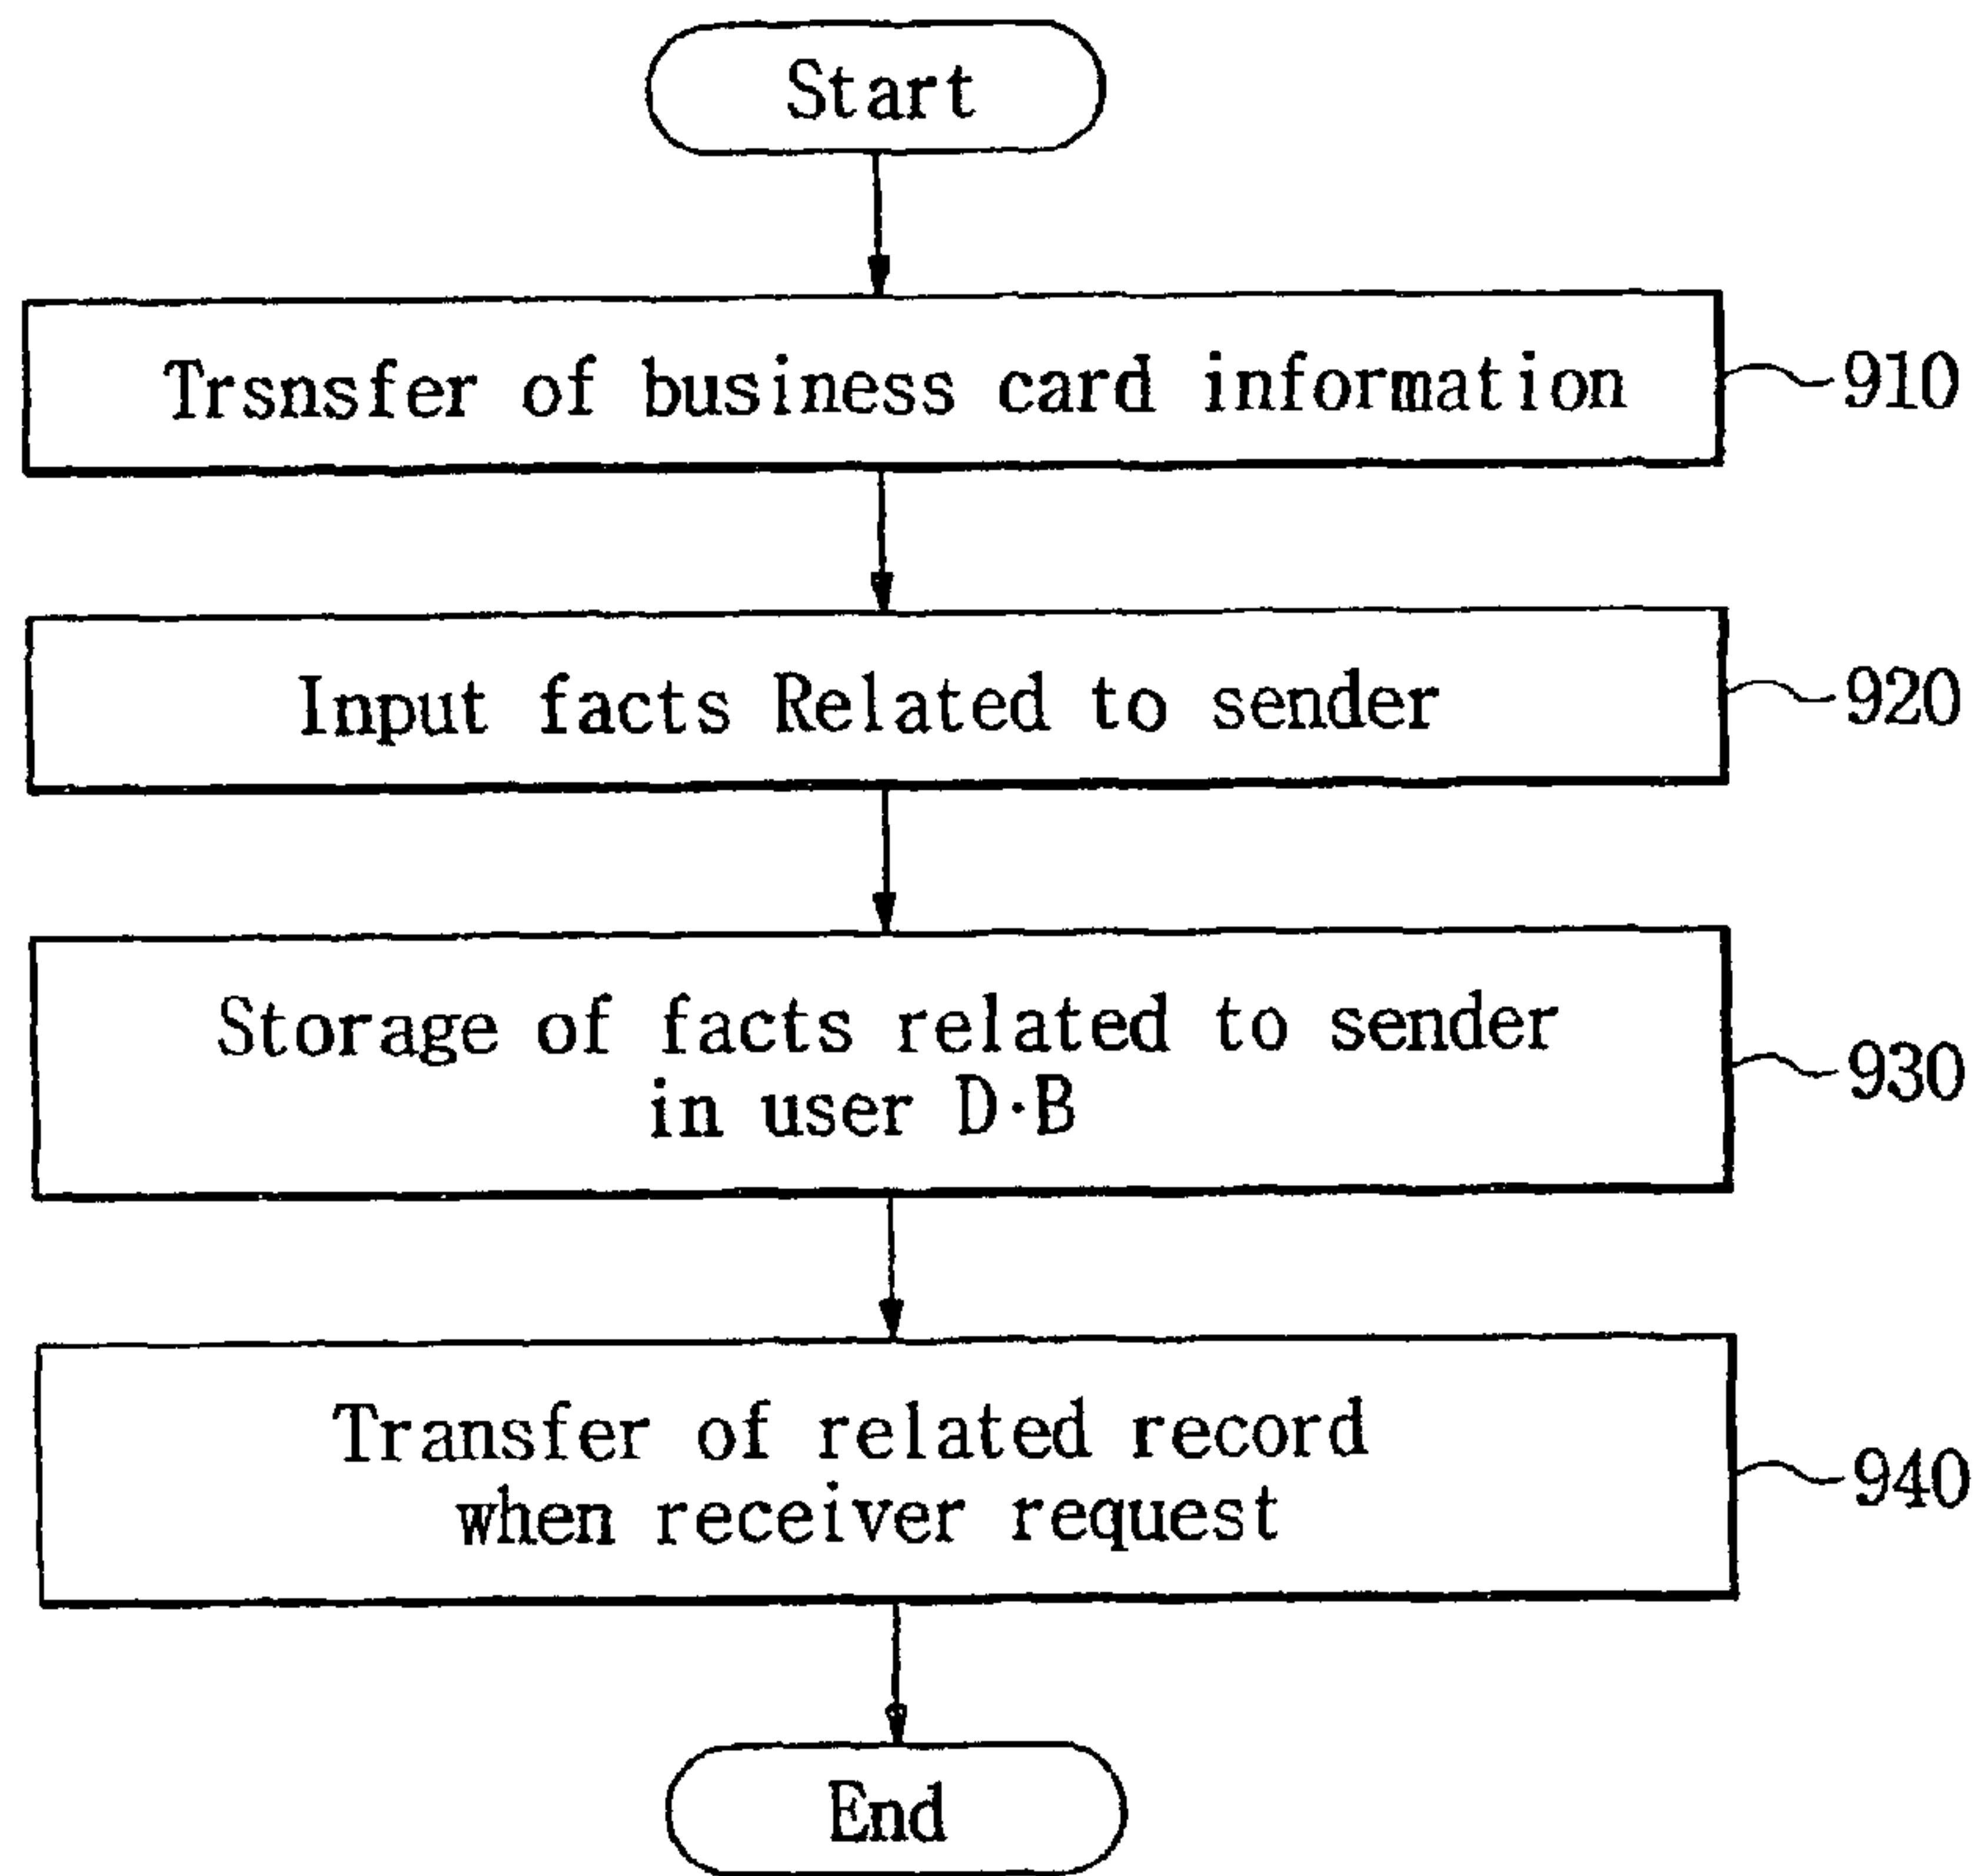 Start
Trsnsfer of business card information
910
Input facts Related to sender
920
Storage of facts related to sender
in user D·B
930
Transfer of related record
when receiver request
940
End